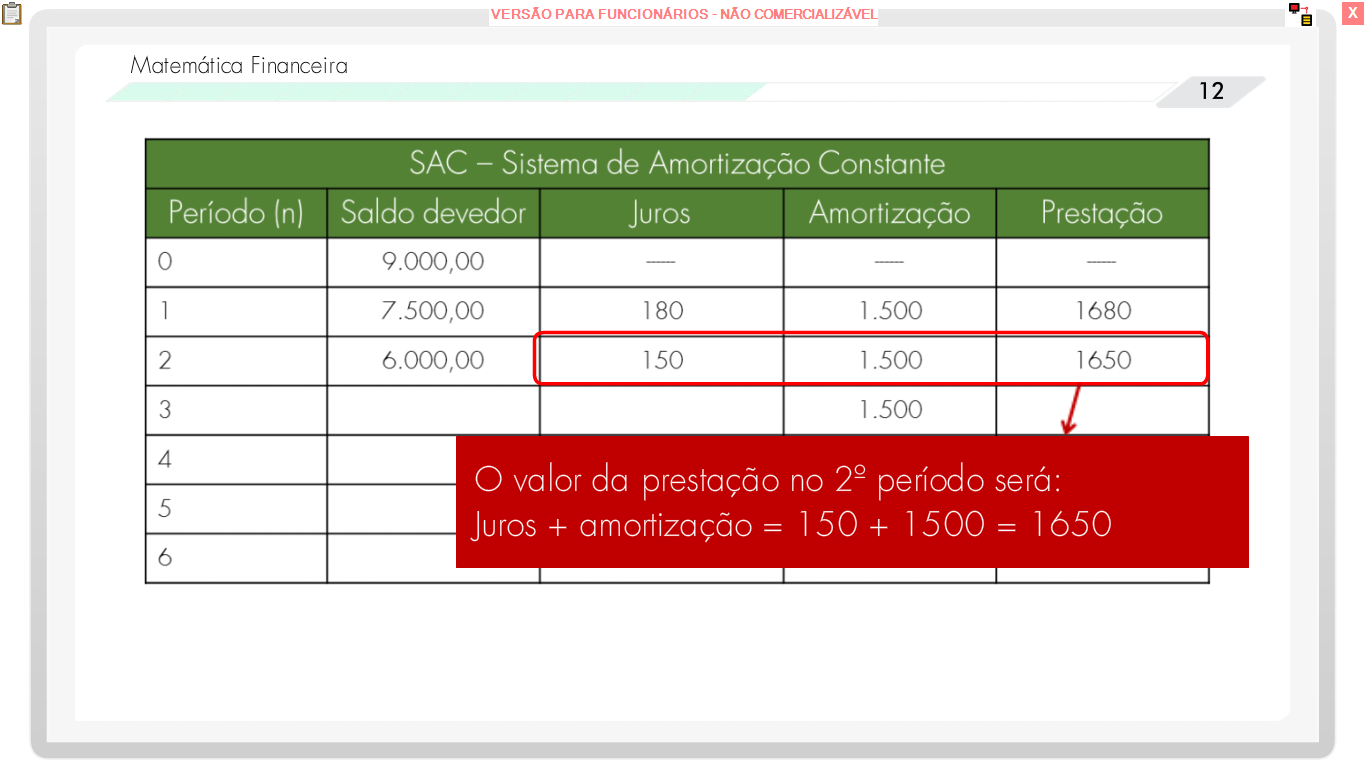 VERSÃO PARA FUNCIONÁRIOS - NÃO COMERCIALIZÁVEL
X
Matemática Financeira
12
SAC – Sistema de Amortização Constante
Período (n) Saldo devedor Juros Amortização Prestação
0 9.000,00 ------ ------ ------
1 7.500,00 180 1.500 1680
2 6.000,00 150 1.500 1650
3 1.500
4
5
6
O valor da prestação no 2º período será:
Juros + amortização = 150 + 1500 = 1650